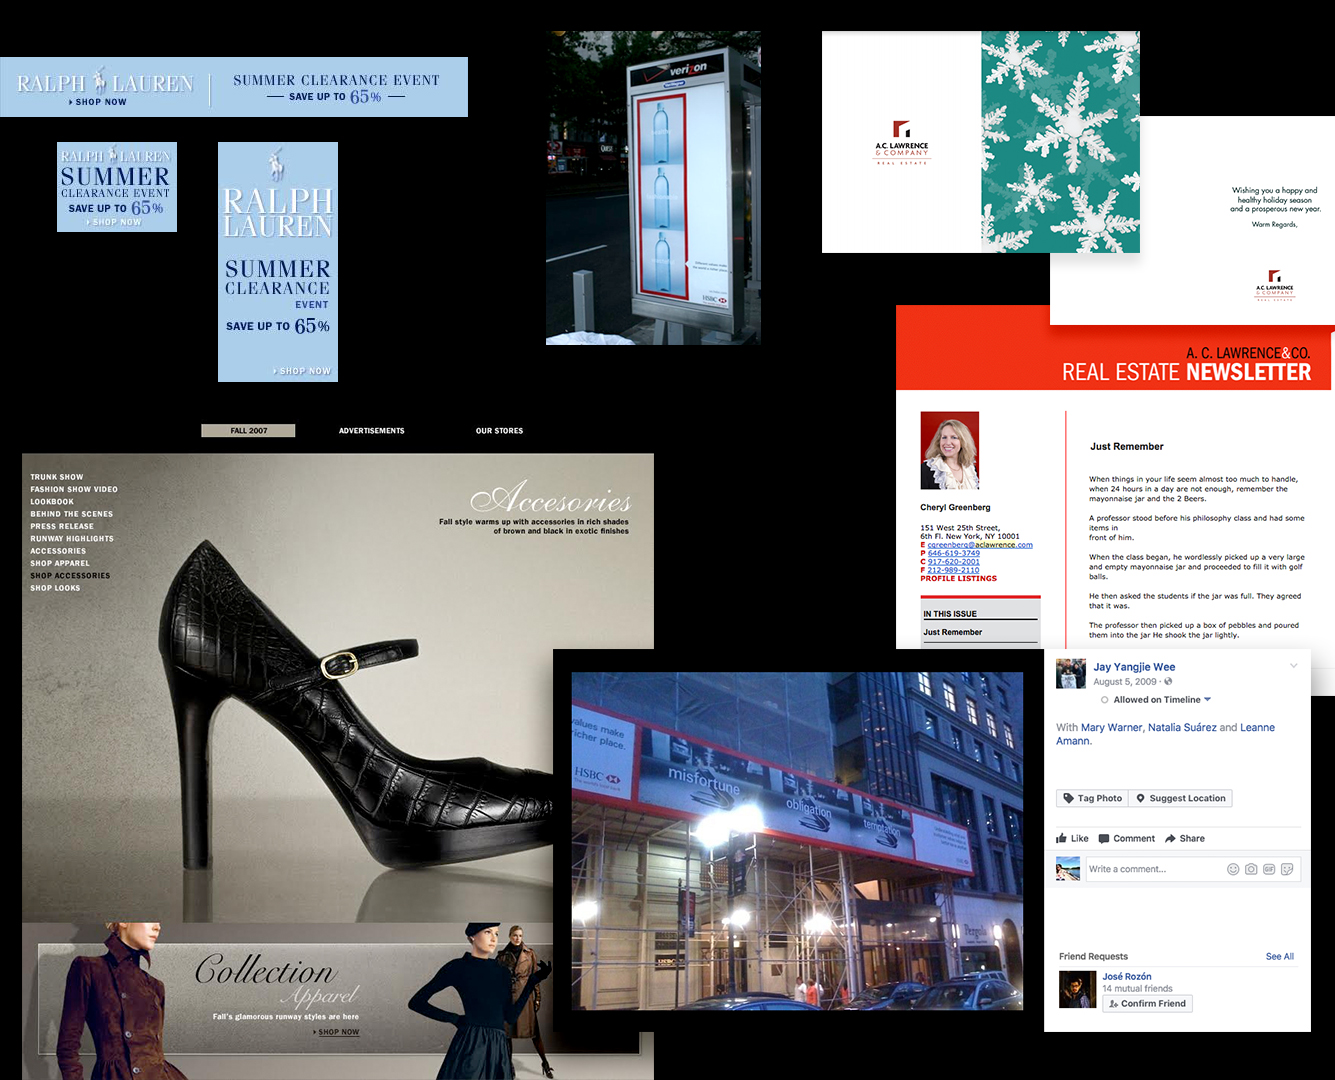 RALPH LAUREN
SHOP NOW
SUMMER CLEARANCE EVENT
SAVE UP TO 65%
RALPH LAUREN
SUMMER
CLEARANCE EVENT
SAVE UP TO 65%
SHOP NOW
RALPH
LAUREN
SUMMER
CLEARANCE
EVENT
SAVE UP TO 65%
SHOP NOW
verizon
HSBC
A.C. LAWRENCE
& COMPANY
REAL ESTATE
Wishing you a happy and
healthy holiday season
and a prosperous new year.
Warm Regards,
A.C. LAWRENCE
& COMPANY
A. C. LAWRENCE&CO.
REAL ESTATE NEWSLETTER
Cheryl Greenberg
151 West 25th Street,
6th Fl. New York, NY 10001
E cgreenberg@aclawrence.com
P 646-619-3749
C 917-620-2001
F 212-989-2110
PROFILE LISTINGS
IN THIS ISSUE
Just Remember
Just Remember
When things in your life seem almost too much to handle,
when 24 hours in a day are not enough, remember the
mayonnaise jar and the 2 Beers.
A professor stood before his philosophy class and had some
items in
front of him.
When the class began, he wordlessly picked up a very large
and empty mayonnaise jar and proceeded to fill it with golf
balls.
He then asked the students if the jar was full. They agreed
that it was.
The professor then picked up a box of pebbles and poured
them into the jar He shook the jar lightly.
FALL 2007
ADVERTISEMENTS
OUR STORES
TRUNK SHOW
FASHION SHOW VIDEO
LOOKBOOK
BEHIND THE SCENES
PRESS RELEASE
RUNWAY HIGHLIGHTS
ACCESSORIES
SHOP APPAREL
SHOP ACCESSORIES
SHOP LOOKS
Accesories
Fall style warms up with accessories in rich shades
of brown and black in exotic finishes
Collection
Apparel
Fall's glamorous runway styles are here
SHOP NOW
values make
richer place.
HSBC
misfortune
obligation
temptation
Pergola
Jay Yangjie Wee
August 5, 2009
Allowed on Timeline
With Mary Warner, Natalia Suárez and Leanne
Amann.
Tag Photo
Suggest Location
Like
Comment
Share
Write a comment...
GIF
Friend Requests
See All
José Rozón
14 mutual friends
Confirm Friend